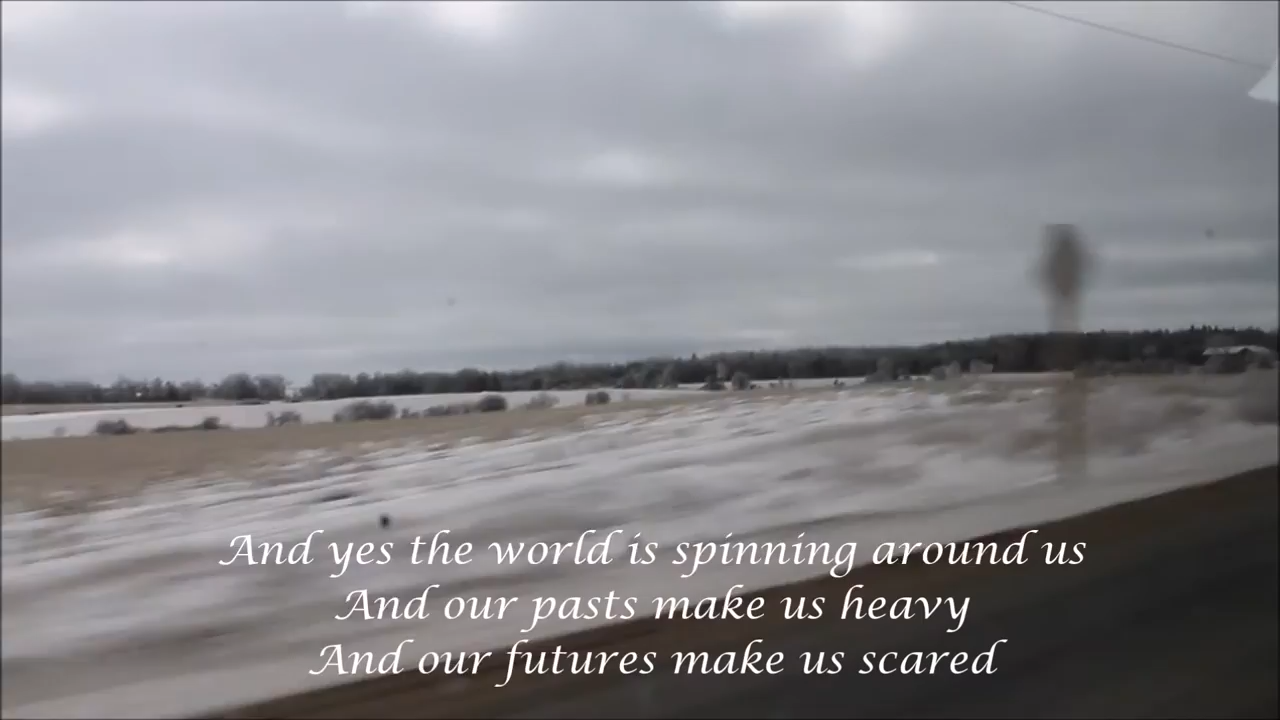 And yes the world is spinning around us
And our pasts make us heavy
And our futures make us scared